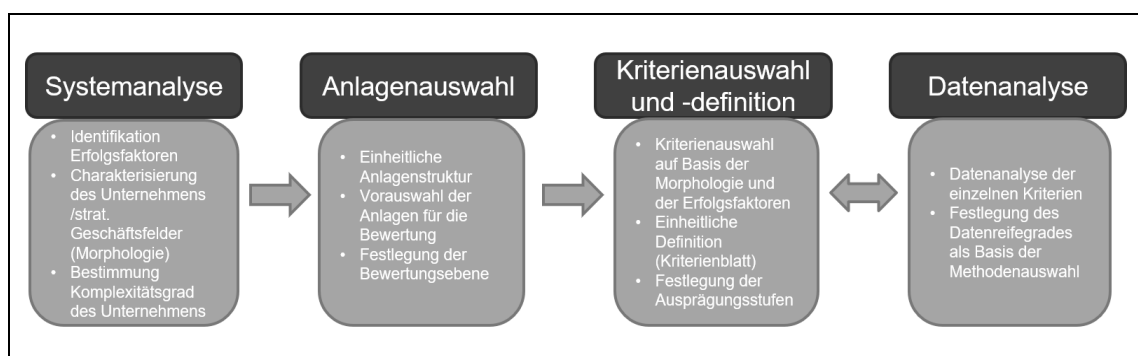 Systemanalyse
• Identifikation
Erfolgsfaktoren
• Charakterisierung
des Unternehmens
/strat.
Geschäftsfelder
(Morphologie)
• Bestimmung
Komplexitätsgrad
des Unternehmens
Anlagenauswahl
• Einheitliche
Anlagenstruktur
• Vorauswahl der
Anlagen für die
Bewertung
• Festlegung der
Bewertungsebene
Kriterienauswahl
und -definition
• Kriterienauswahl
auf Basis der
Morphologie und
der Erfolgsfaktoren
• Einheitliche
Definition
(Kriterienblatt)
• Festlegung der
Ausprägungsstufen
Datenanalyse
• Datenanalyse der
einzelnen Kriterien
• Festlegung des
Datenreifegrades
als Basis der
Methodenauswahl